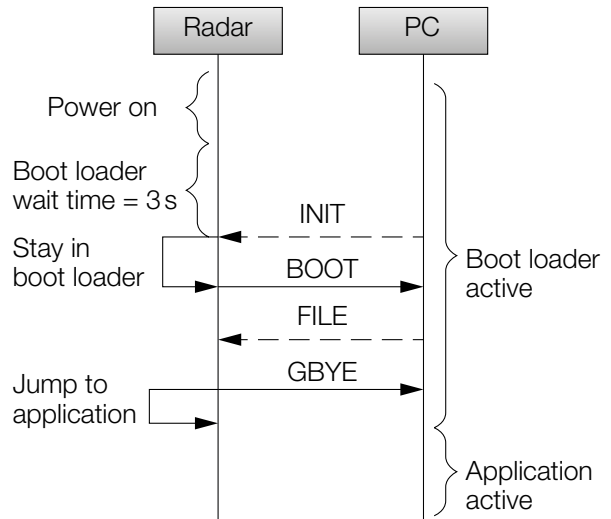 Radar
PC
Power on
Boot loader
wait time = 3 s
INIT
Stay in
boot loader
BOOT
Boot loader
active
FILE
GBYE
Jump to
application
Application
active